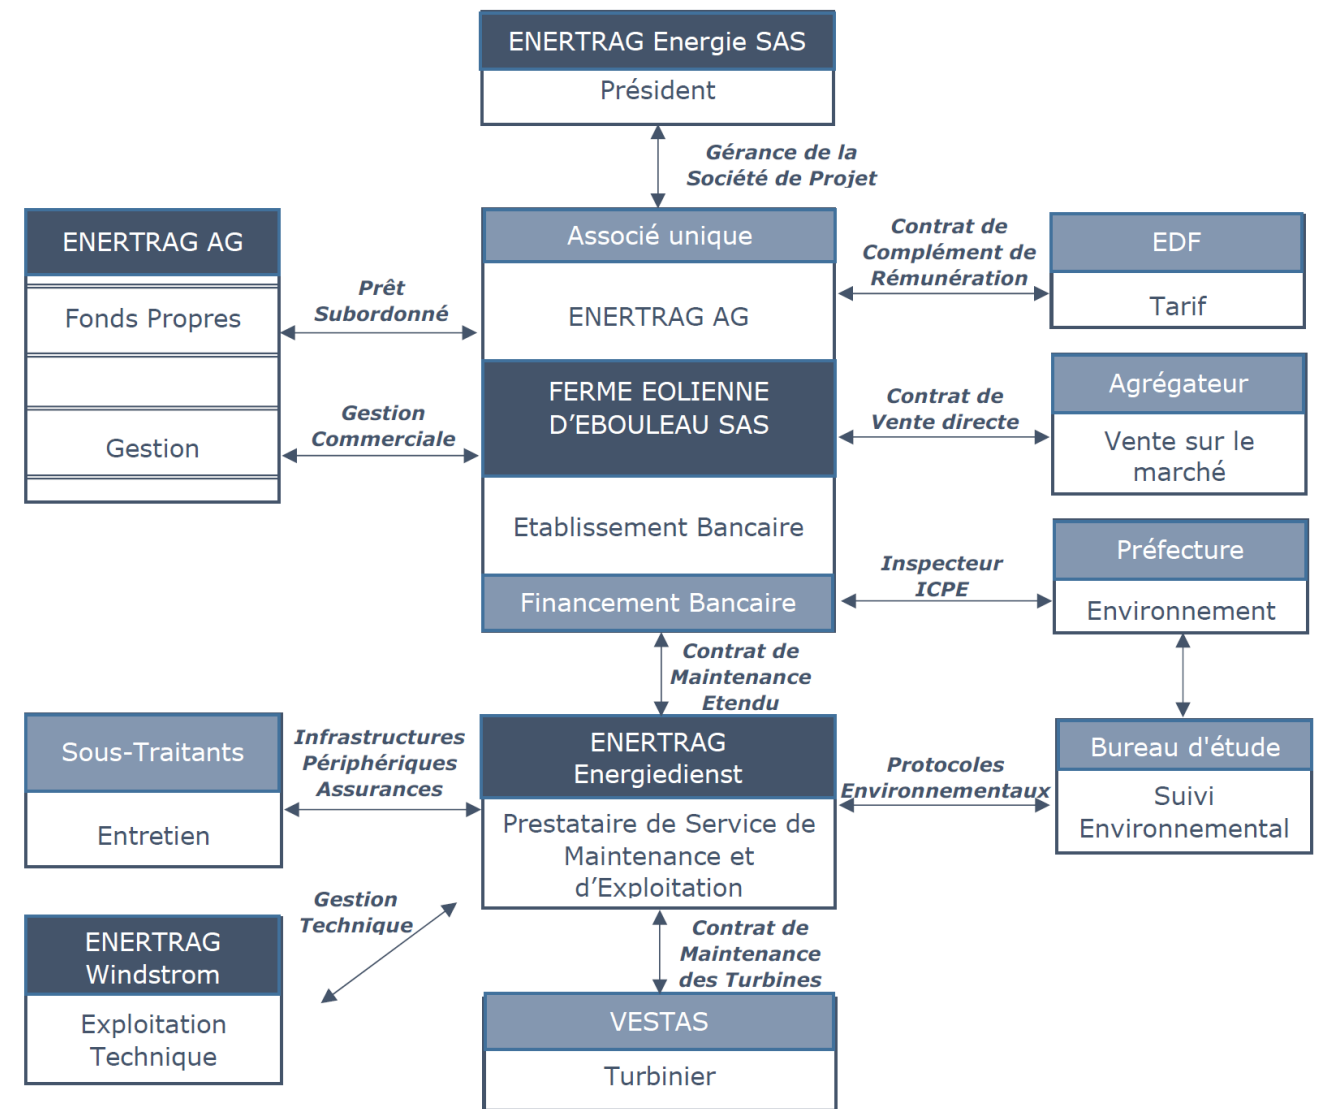 ENERTRAG Energie SAS
Président
Gérance de la
Société de Projet
ENERTRAG AG
Fonds Propres
Gestion
Prêt
Subordonné
Gestion
Commerciale
Associé unique
ENERTRAG AG
FERME EOLIENNE
D’EBOULEAU SAS
Etablissement Bancaire
Financement Bancaire
Contrat de
Complément de
Rémunération
EDF
Tarif
Contrat de
Vente directe
Agrégateur
Vente sur le
marché
Inspecteur
ICPE
Préfecture
Environnement
Contrat de
Maintenance
Etendu
Sous-Traitants
Entretien
Infrastructures
Périphériques
Assurances
ENERTRAG
Energiedienst
Prestataire de Service de
Maintenance et
d’Exploitation
Protocoles
Environnementaux
Bureau d'étude
Suivi
Environnemental
Gestion
Technique
ENERTRAG
Windstrom
Exploitation
Technique
Contrat de
Maintenance
des Turbines
VESTAS
Turbinier